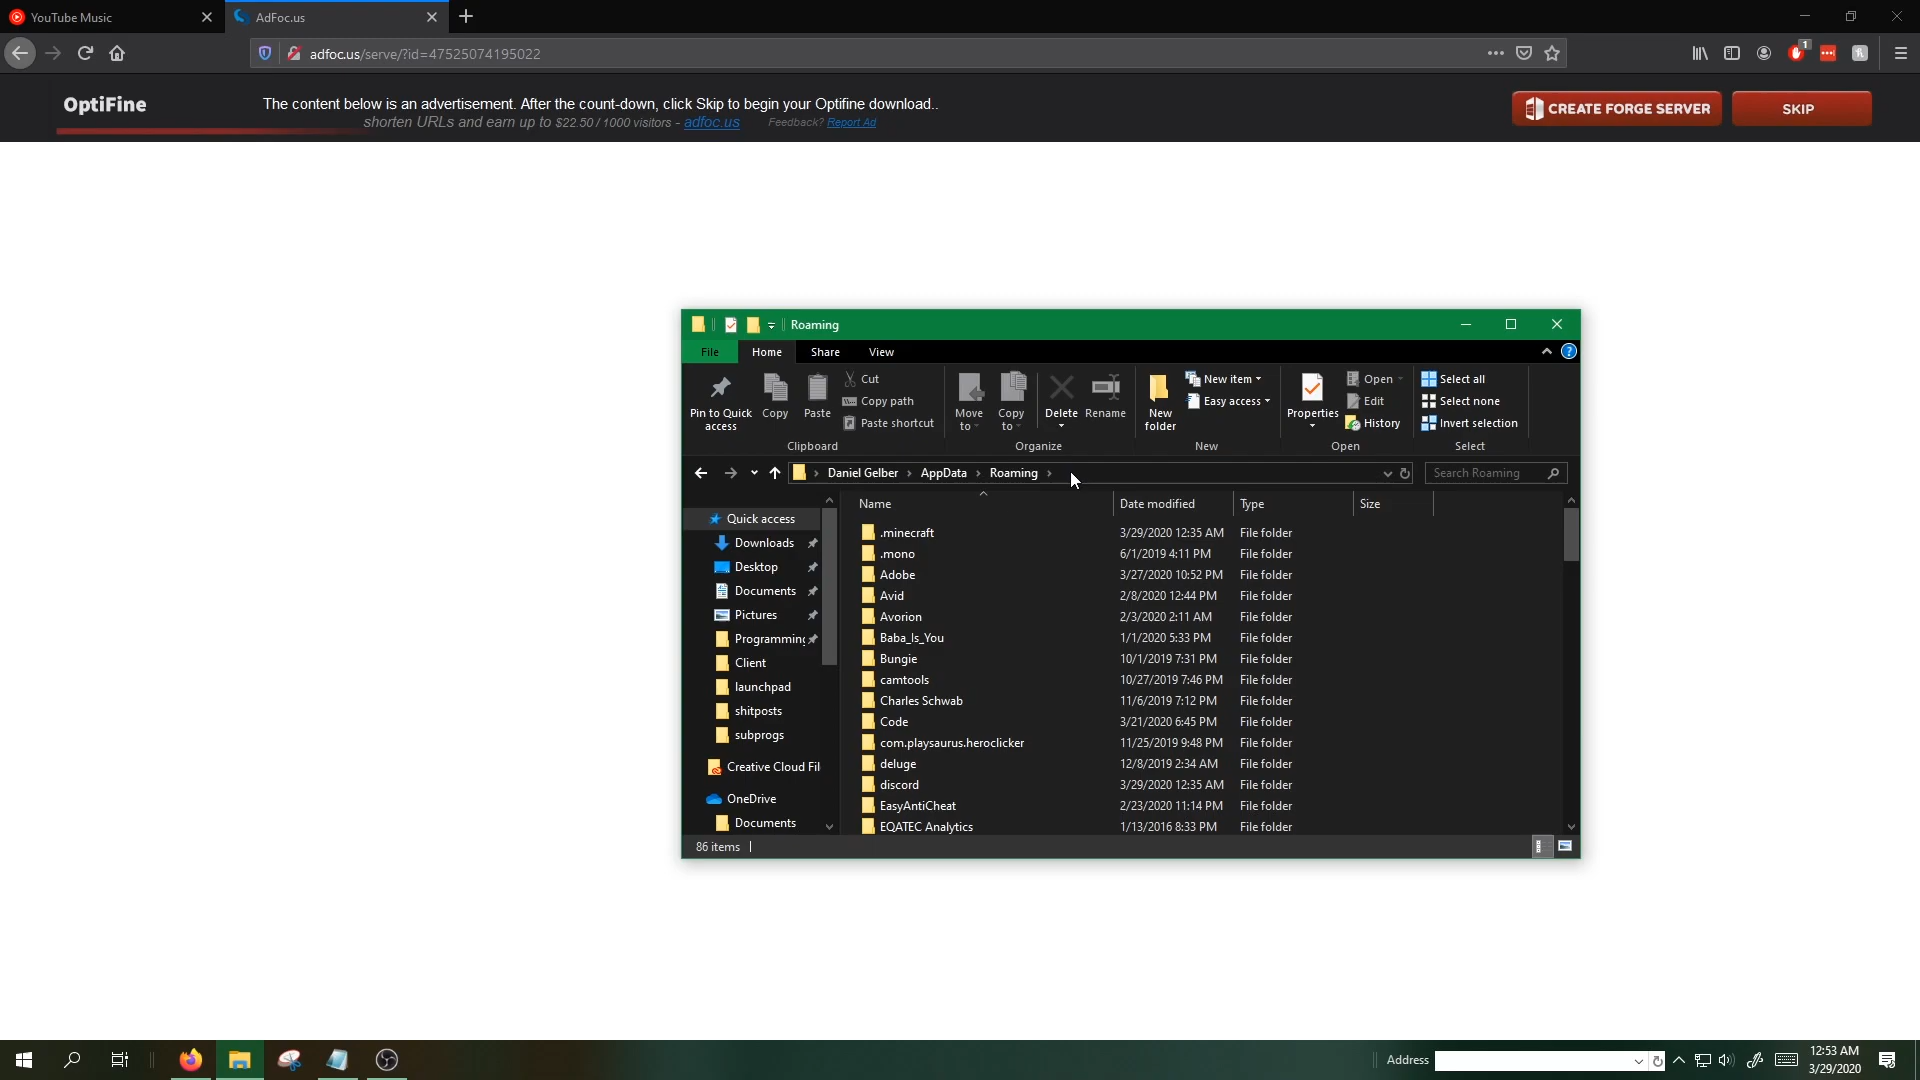 YouTube Music
AdFoc.us
adfoc.us/serve/?id=47525074195022
1
OptiFine
The content below is an advertisement. After the count-down, click Skip to begin your Optifine download..
shorten URLs and earn up to $22.50 / 1000 visitors - adfoc.us Feedback? Report Ad
CREATE FORGE SERVER
SKIP
Roaming
File Home Share View
Pin to Quick access
Copy
Paste
Cut
Copy path
Paste shortcut
Clipboard
Move to
Copy to
Delete
Rename
Organize
New folder
New item
Easy access
New
Properties
Open
Edit
History
Open
Select all
Select none
Invert selection
Select
Daniel Gelber AppData Roaming
Search Roaming
Name Date modified Type Size
Quick access
Downloads
Desktop
Documents
Pictures
Programming
Client
launchpad
shitposts
subprogs
Creative Cloud Fil
OneDrive
Documents
.minecraft 3/29/2020 12:35 AM File folder
.mono 6/1/2019 4:11 PM File folder
Adobe 3/27/2020 10:52 PM File folder
Avid 2/8/2020 12:44 PM File folder
Avorion 2/3/2020 2:11 AM File folder
Baba_Is_You 1/1/2020 5:33 PM File folder
Bungie 10/1/2019 7:31 PM File folder
camtools 10/27/2019 7:46 PM File folder
Charles Schwab 11/6/2019 7:12 PM File folder
Code 3/21/2020 6:45 PM File folder
com.playsaurus.heroclicker 11/25/2019 9:48 PM File folder
deluge 12/8/2019 2:34 AM File folder
discord 3/29/2020 12:35 AM File folder
EasyAntiCheat 2/23/2020 11:14 PM File folder
EQATEC Analytics 1/13/2016 8:33 PM File folder
86 items
Address
12:53 AM
3/29/2020